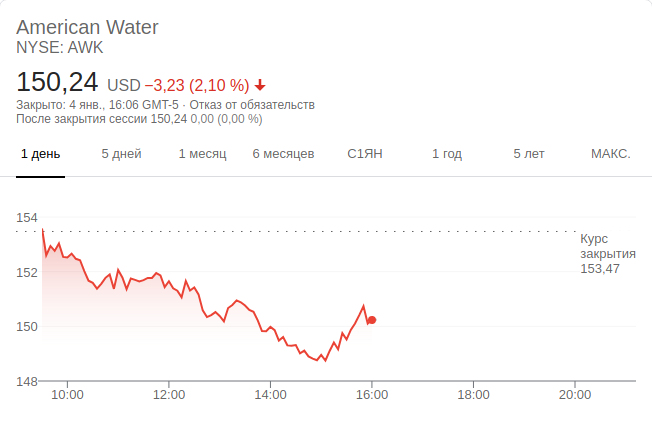 American Water
NYSE: AWK
150,24 USD −3,23 (2,10 %)
Закрыто: 4 янв., 16:06 GMT-5 · Отказ от обязательств
После закрытия сессии 150,24 0,00 (0,00 %)
1 день 5 дней 1 месяц 6 месяцев С1ЯН 1 год 5 лет МАКС.
154
Курс
закрытия
153,47
152
150
148
10:00 12:00 14:00 16:00 18:00 20:00